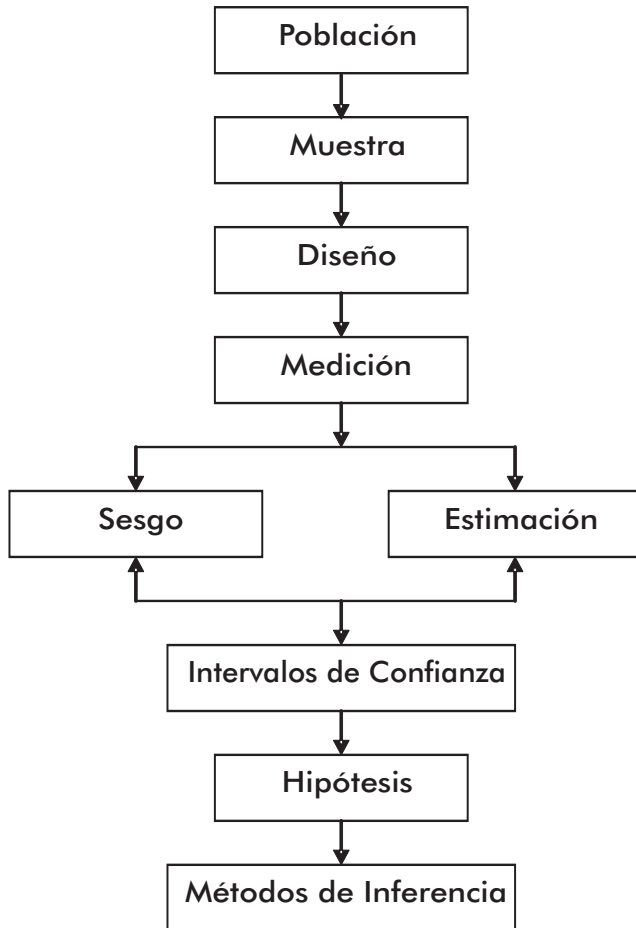 Población
Muestra
Diseño
Medición
Sesgo
Estimación
Intervalos de Confianza
Hipótesis
Métodos de Inferencia